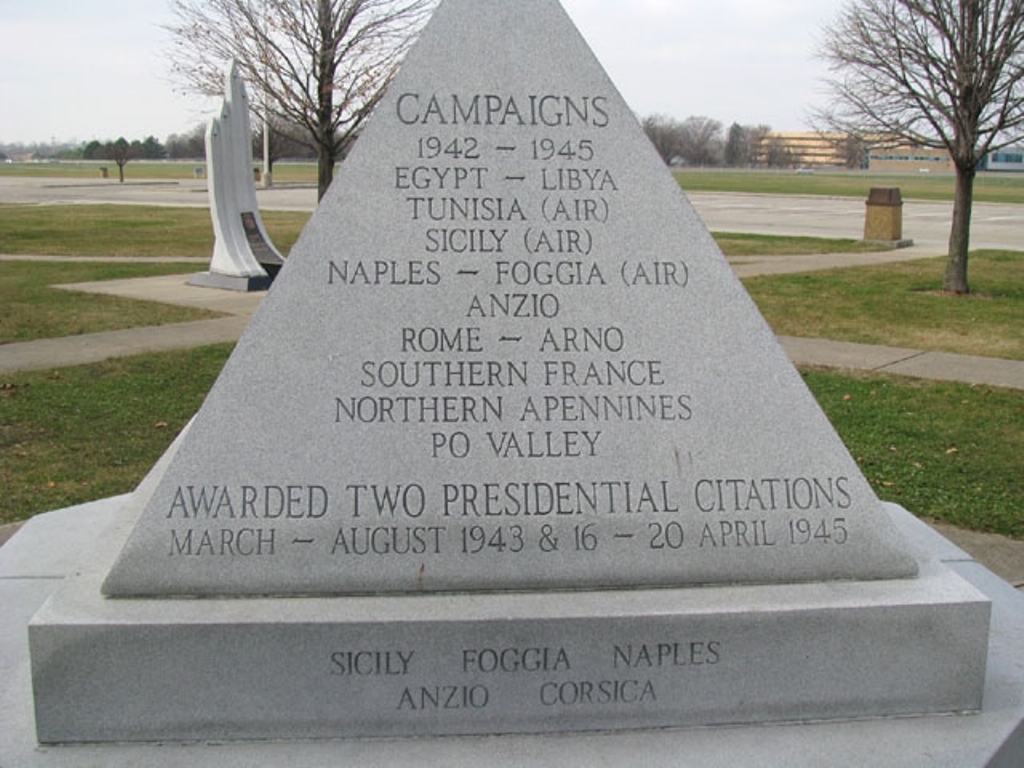 CAMPAIGNS
1942 – 1945
EGYPT – LIBYA
TUNISIA (AIR)
SICILY (AIR)
NAPLES – FOGGIA (AIR)
ANZIO
ROME – ARNO
SOUTHERN FRANCE
NORTHERN APENNINES
PO VALLEY
AWARDED TWO PRESIDENTIAL CITATIONS
MARCH – AUGUST 1943 & 16 – 20 APRIL 1945
SICILY FOGGIA NAPLES
ANZIO CORSICA